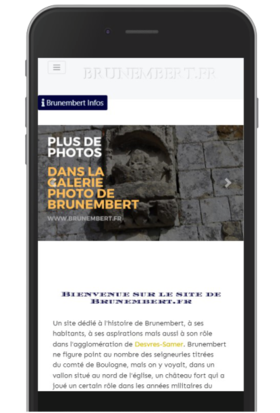 BRUNEMBERT.FR
i Brunembert Infos
PLUS DE
PHOTOS
DANS LA
GALERIE
PHOTO DE
BRUNEMBERT
WWW.BRUNEMBERT.FR
Bienvenue sur le site de
Brunembert.fr
Un site dédié à l'histoire de Brunembert, à ses
habitants, à ses aspirations mais aussi à son rôle
dans l'agglomération de Desvres-Samer. Brunembert
ne figure point au nombre des seigneuries titrées
du comté de Boulogne, mais on y voyait, dans un
vallon situé au nord de l'église, un château fort qui a
joué un certain rôle dans les années militaires du